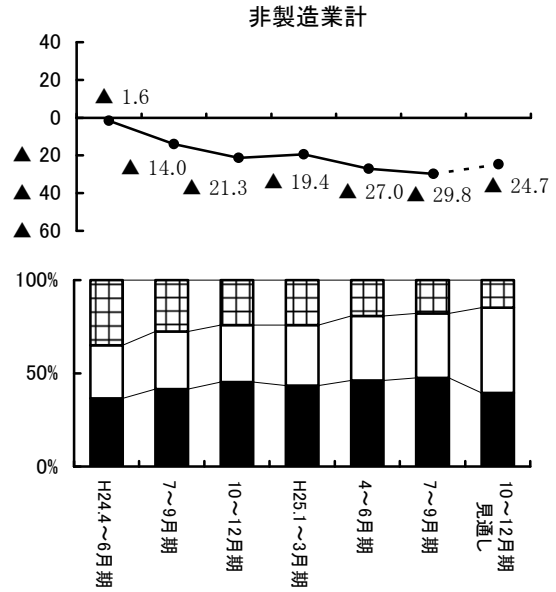 非製造業計
40
20
0
▲ 20
▲ 40
▲ 60
▲ 1.6
▲ 14.0
▲ 21.3
▲ 19.4
▲ 27.0
▲ 29.8
▲ 24.7
100%
50%
0%
H24.4～6月期
7～9月期
10～12月期
H25.1～3月期
4～6月期
7～9月期
10～12月期
見通し